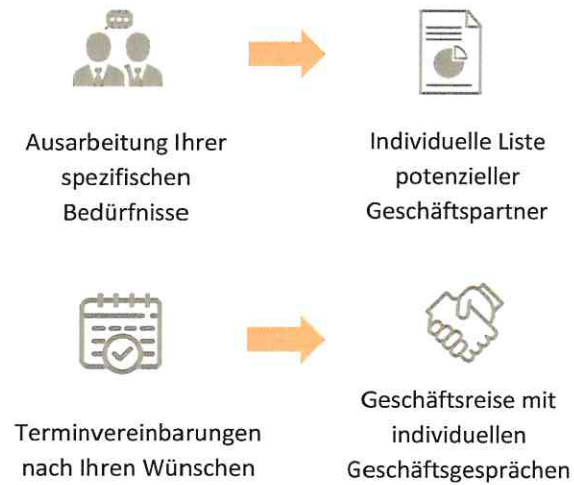 Ausarbeitung Ihrer
spezifischen
Bedürfnisse
Individuelle Liste
potenzieller
Geschäftspartner
Terminvereinbarungen
nach Ihren Wünschen
Geschäftsreise mit
individuellen
Geschäftsgesprächen